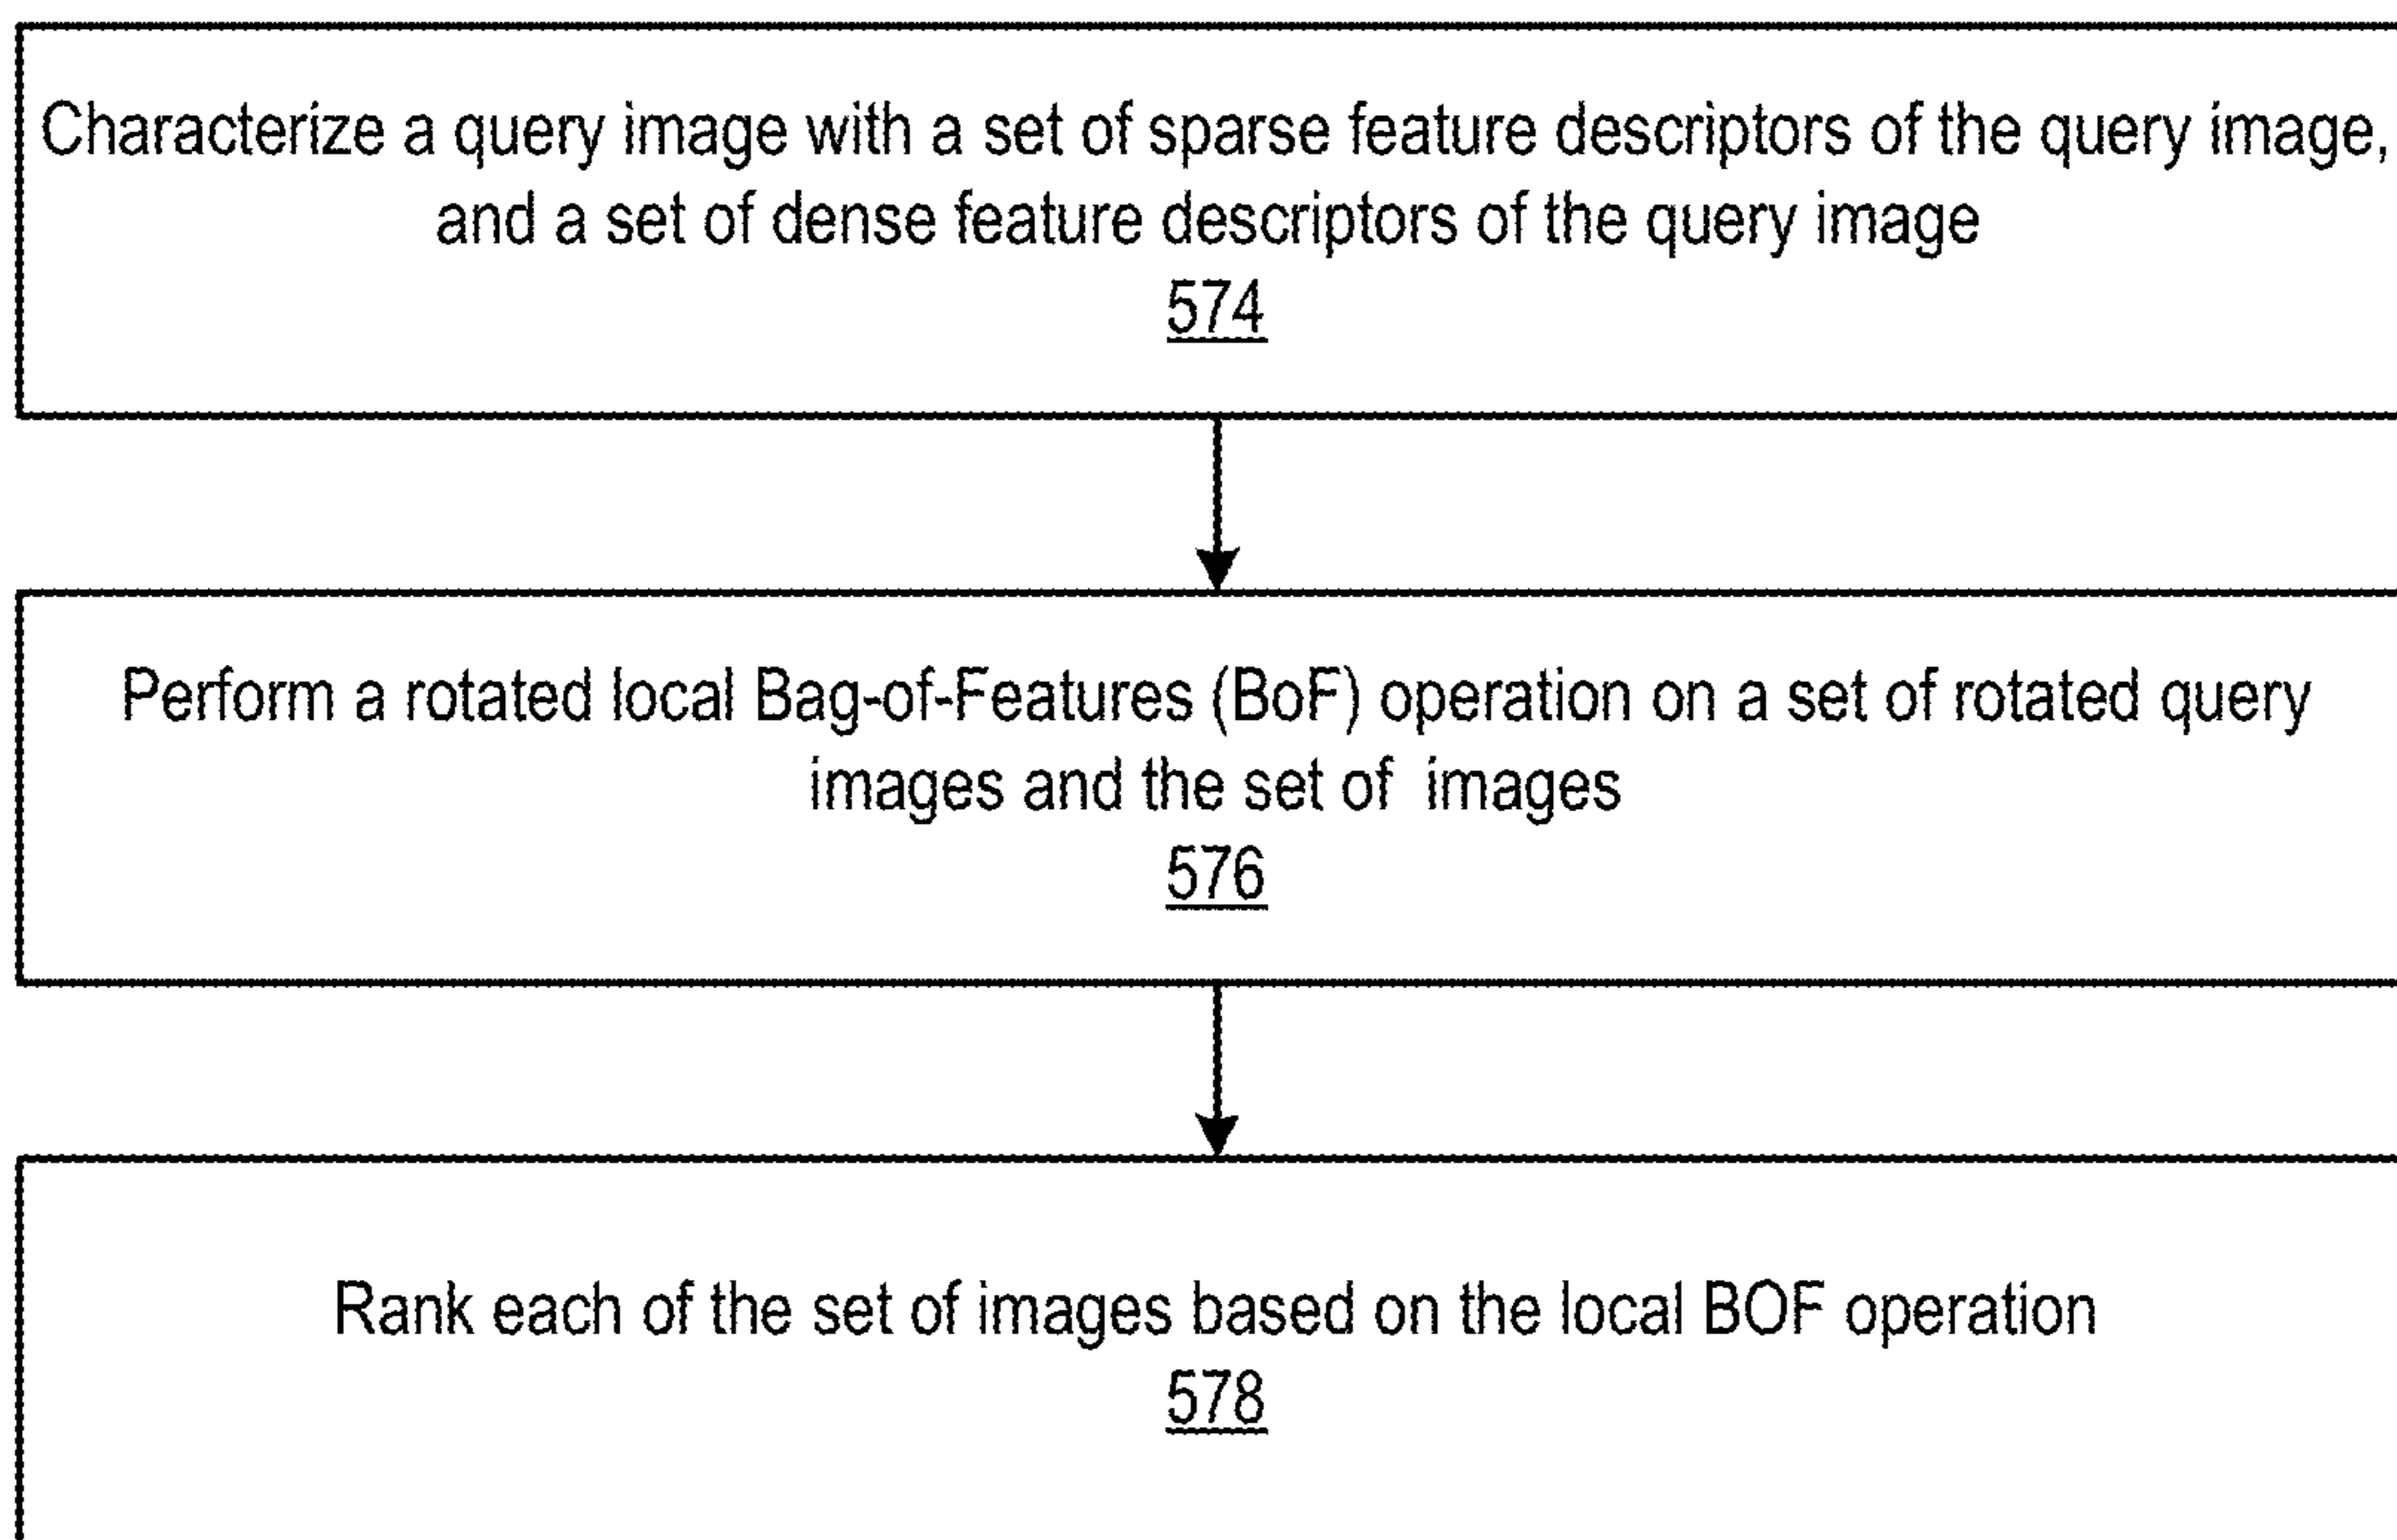 Characterize a query image with a set of sparse feature descriptors of the query image,
and a set of dense feature descriptors of the query image
574
Perform a rotated local Bag-of-Features (BoF) operation on a set of rotated query
images and the set of images
576
Rank each of the set of images based on the local BOF operation
578